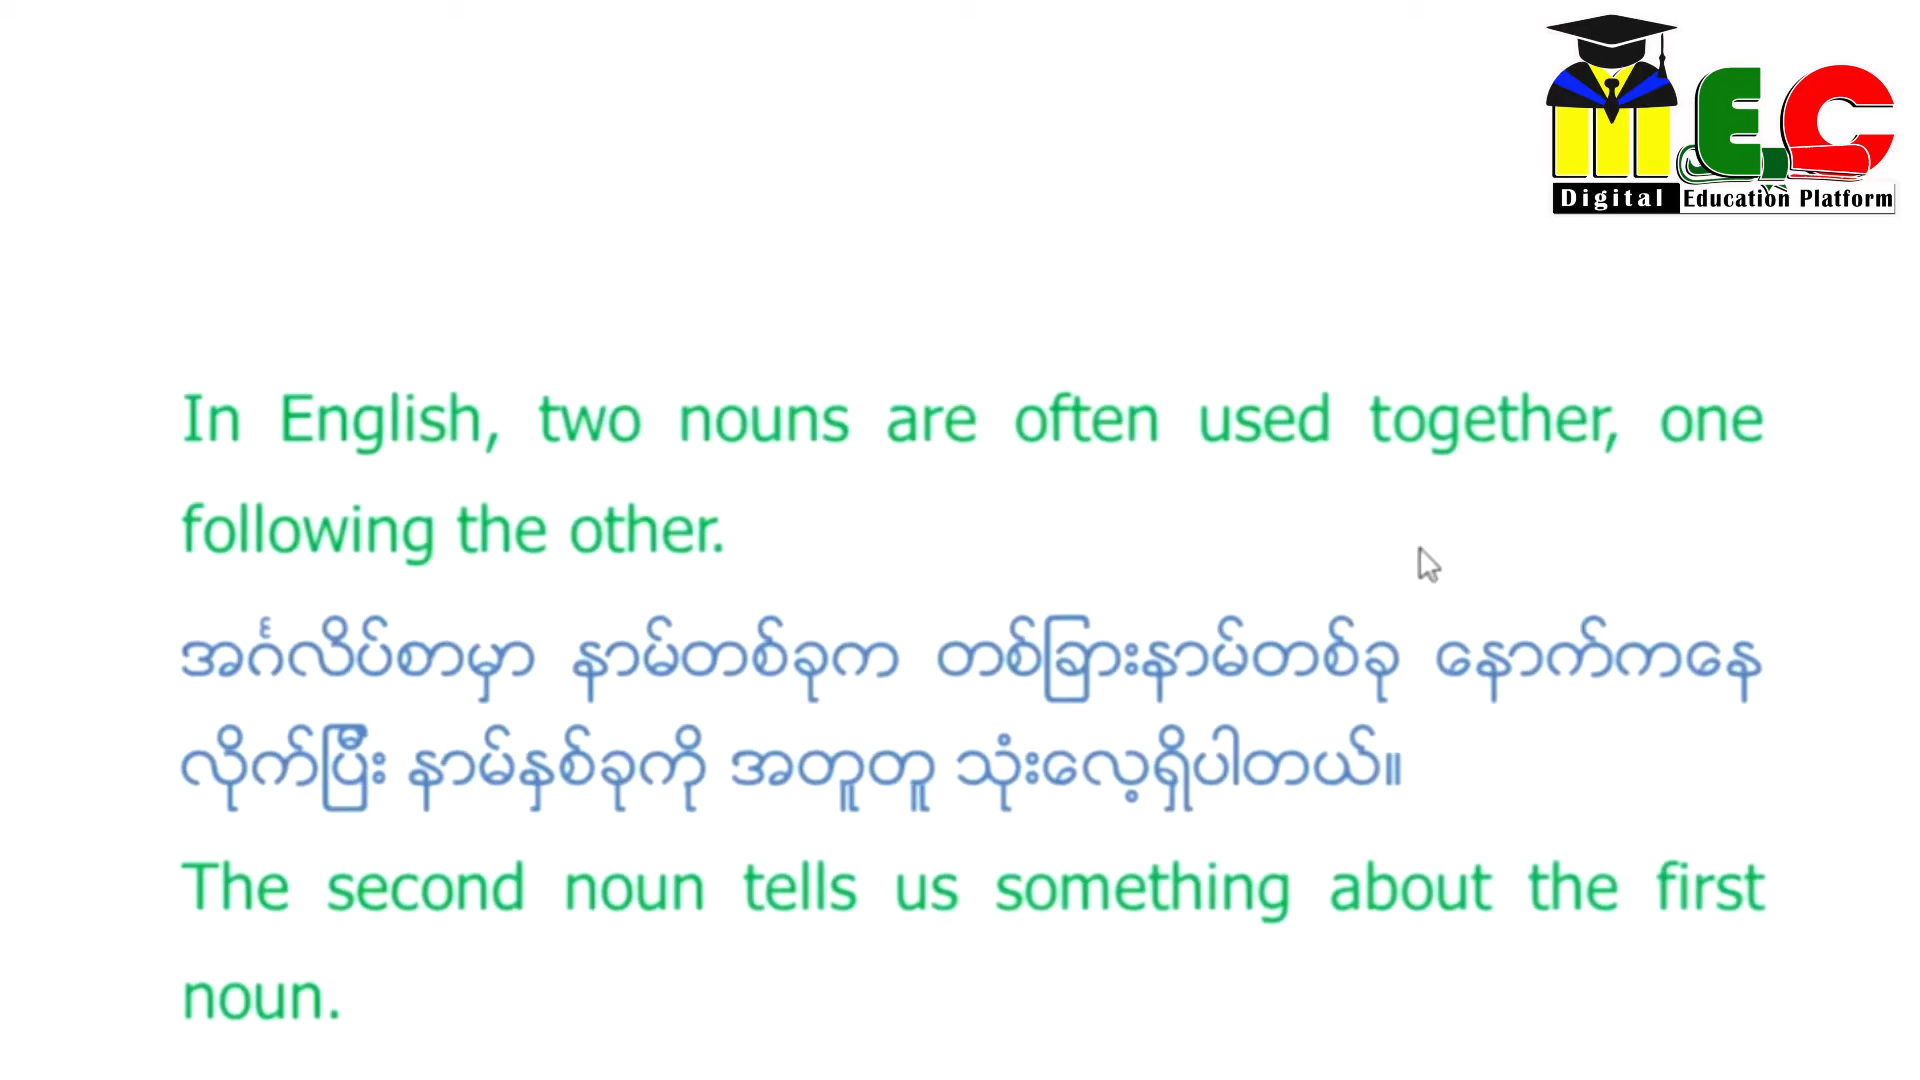 MEC
Digital Education Platform
In English, two nouns are often used together, one
following the other.
အင်္ဂလိပ်စာမှာ နာမ်တစ်ခုက တစ်ခြားနာမ်တစ်ခု နောက်ကနေ
လိုက်ပြီး နာမ်နှစ်ခုကို အတူတူ သုံးလေ့ရှိပါတယ်။
The second noun tells us something about the first
noun.